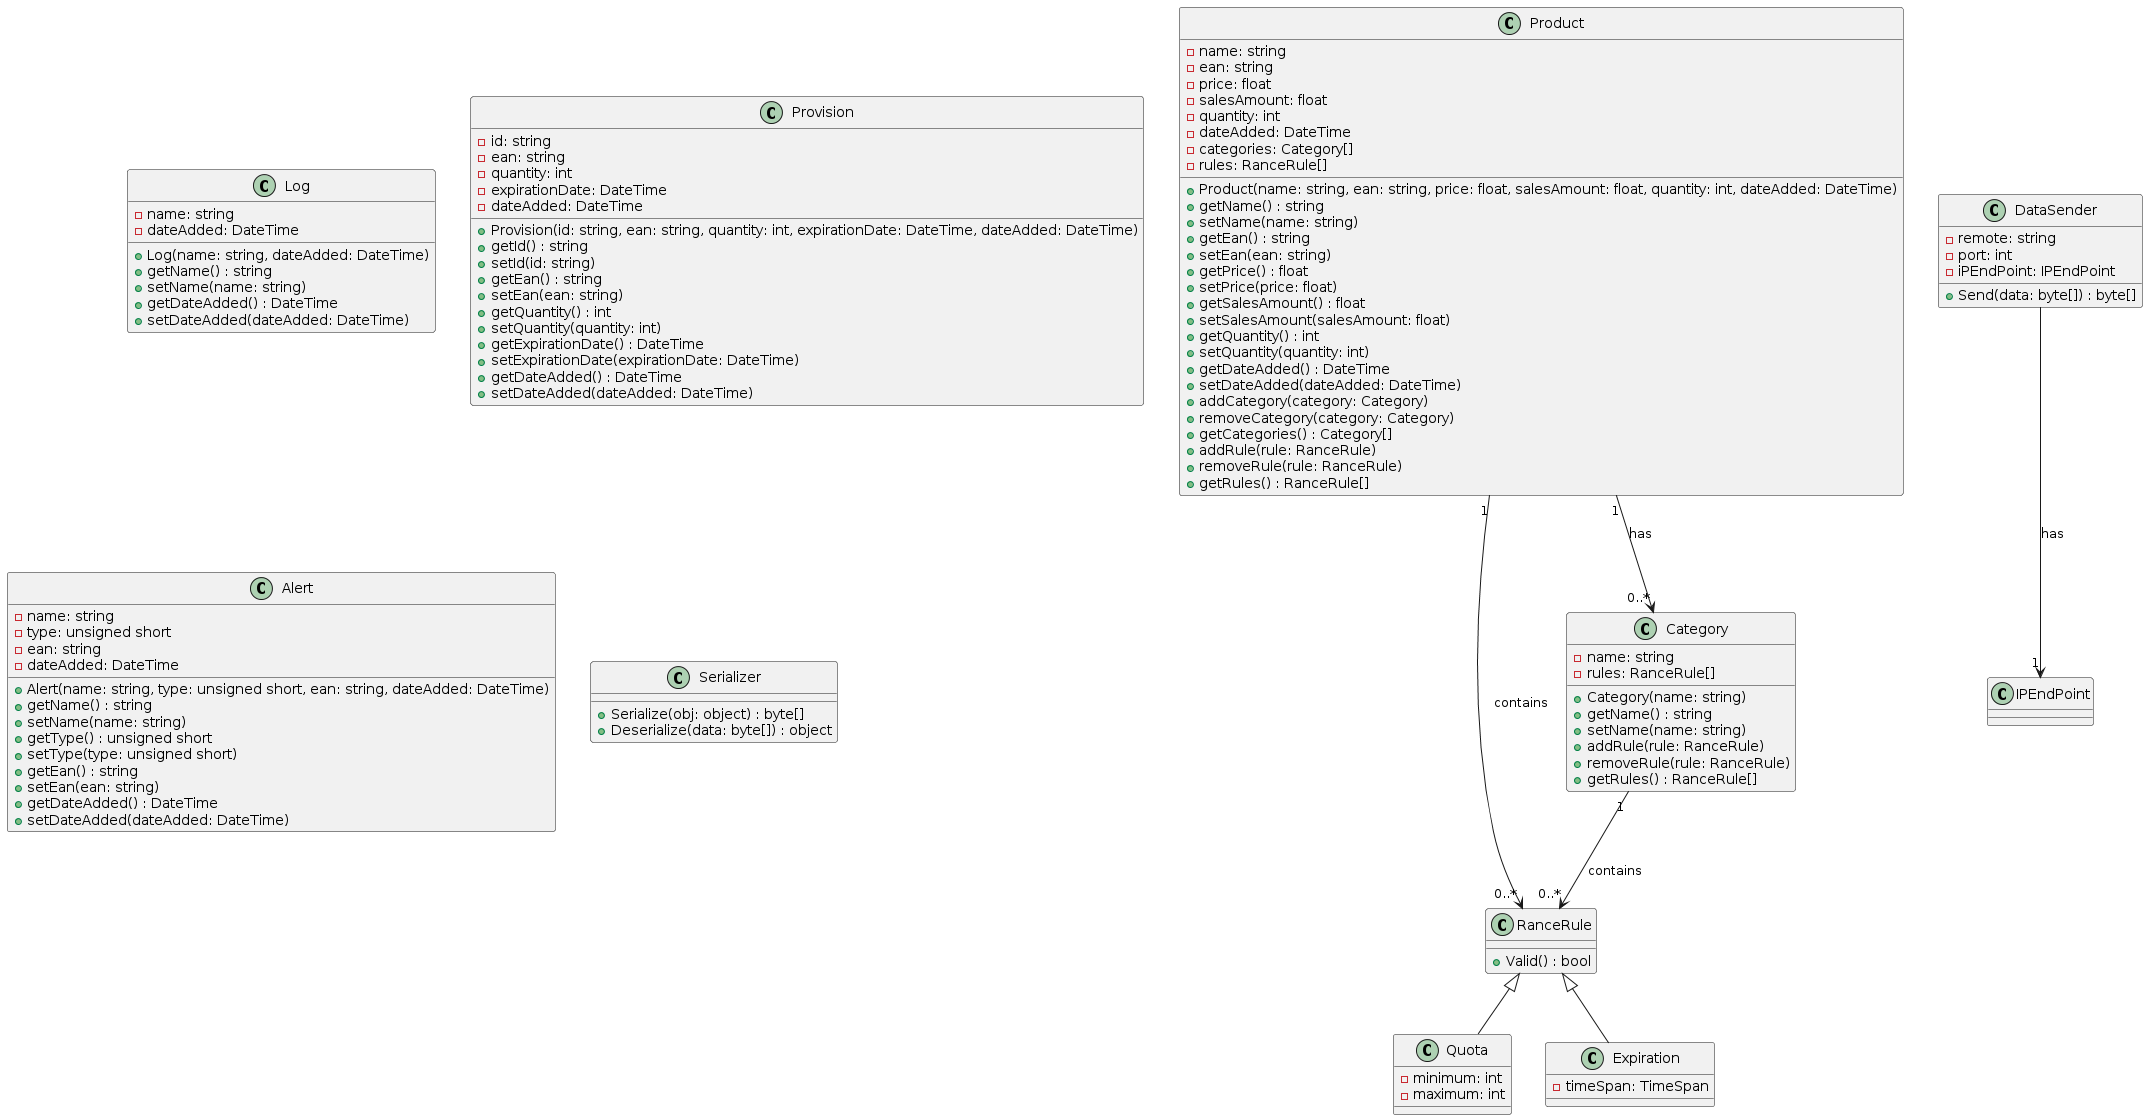 C Log
name: string
dateAdded: DateTime
Log(name: string, dateAdded: DateTime)
getName() : string
setName(name: string)
getDateAdded() : DateTime
setDateAdded(dateAdded: DateTime)
C Provision
id: string
ean: string
quantity: int
expirationDate: DateTime
dateAdded: DateTime
Provision(id: string, ean: string, quantity: int, expirationDate: DateTime, dateAdded: DateTime)
getId() : string
setId(id: string)
getEan() : string
setEan(ean: string)
getQuantity() : int
setQuantity(quantity: int)
getExpirationDate() : DateTime
setExpirationDate(expirationDate: DateTime)
getDateAdded() : DateTime
setDateAdded(dateAdded: DateTime)
C Product
name: string
ean: string
price: float
salesAmount: float
quantity: int
dateAdded: DateTime
categories: Category[]
rules: RanceRule[]
Product(name: string, ean: string, price: float, salesAmount: float, quantity: int, dateAdded: DateTime)
getName() : string
setName(name: string)
getEan() : string
setEan(ean: string)
getPrice() : float
setPrice(price: float)
getSalesAmount() : float
setSalesAmount(salesAmount: float)
getQuantity() : int
setQuantity(quantity: int)
getDateAdded() : DateTime
setDateAdded(dateAdded: DateTime)
addCategory(category: Category)
removeCategory(category: Category)
getCategories() : Category[]
addRule(rule: RanceRule)
removeRule(rule: RanceRule)
getRules() : RanceRule[]
C DataSender
remote: string
port: int
iPEndPoint: IPEndPoint
Send(data: byte[]) : byte[]
1
1
has
has
0..*
1
C Alert
name: string
type: unsigned short
ean: string
dateAdded: DateTime
Alert(name: string, type: unsigned short, ean: string, dateAdded: DateTime)
getName() : string
setName(name: string)
getType() : unsigned short
setType(type: unsigned short)
getEan() : string
setEan(ean: string)
getDateAdded() : DateTime
setDateAdded(dateAdded: DateTime)
C Serializer
Serialize(obj: object) : byte[]
Deserialize(data: byte[]) : object
contains
C Category
name: string
rules: RanceRule[]
Category(name: string)
getName() : string
setName(name: string)
addRule(rule: RanceRule)
removeRule(rule: RanceRule)
getRules() : RanceRule[]
C IPEndPoint
1
contains
0..*
0..*
C RanceRule
Valid() : bool
C Quota
minimum: int
maximum: int
C Expiration
timeSpan: TimeSpan